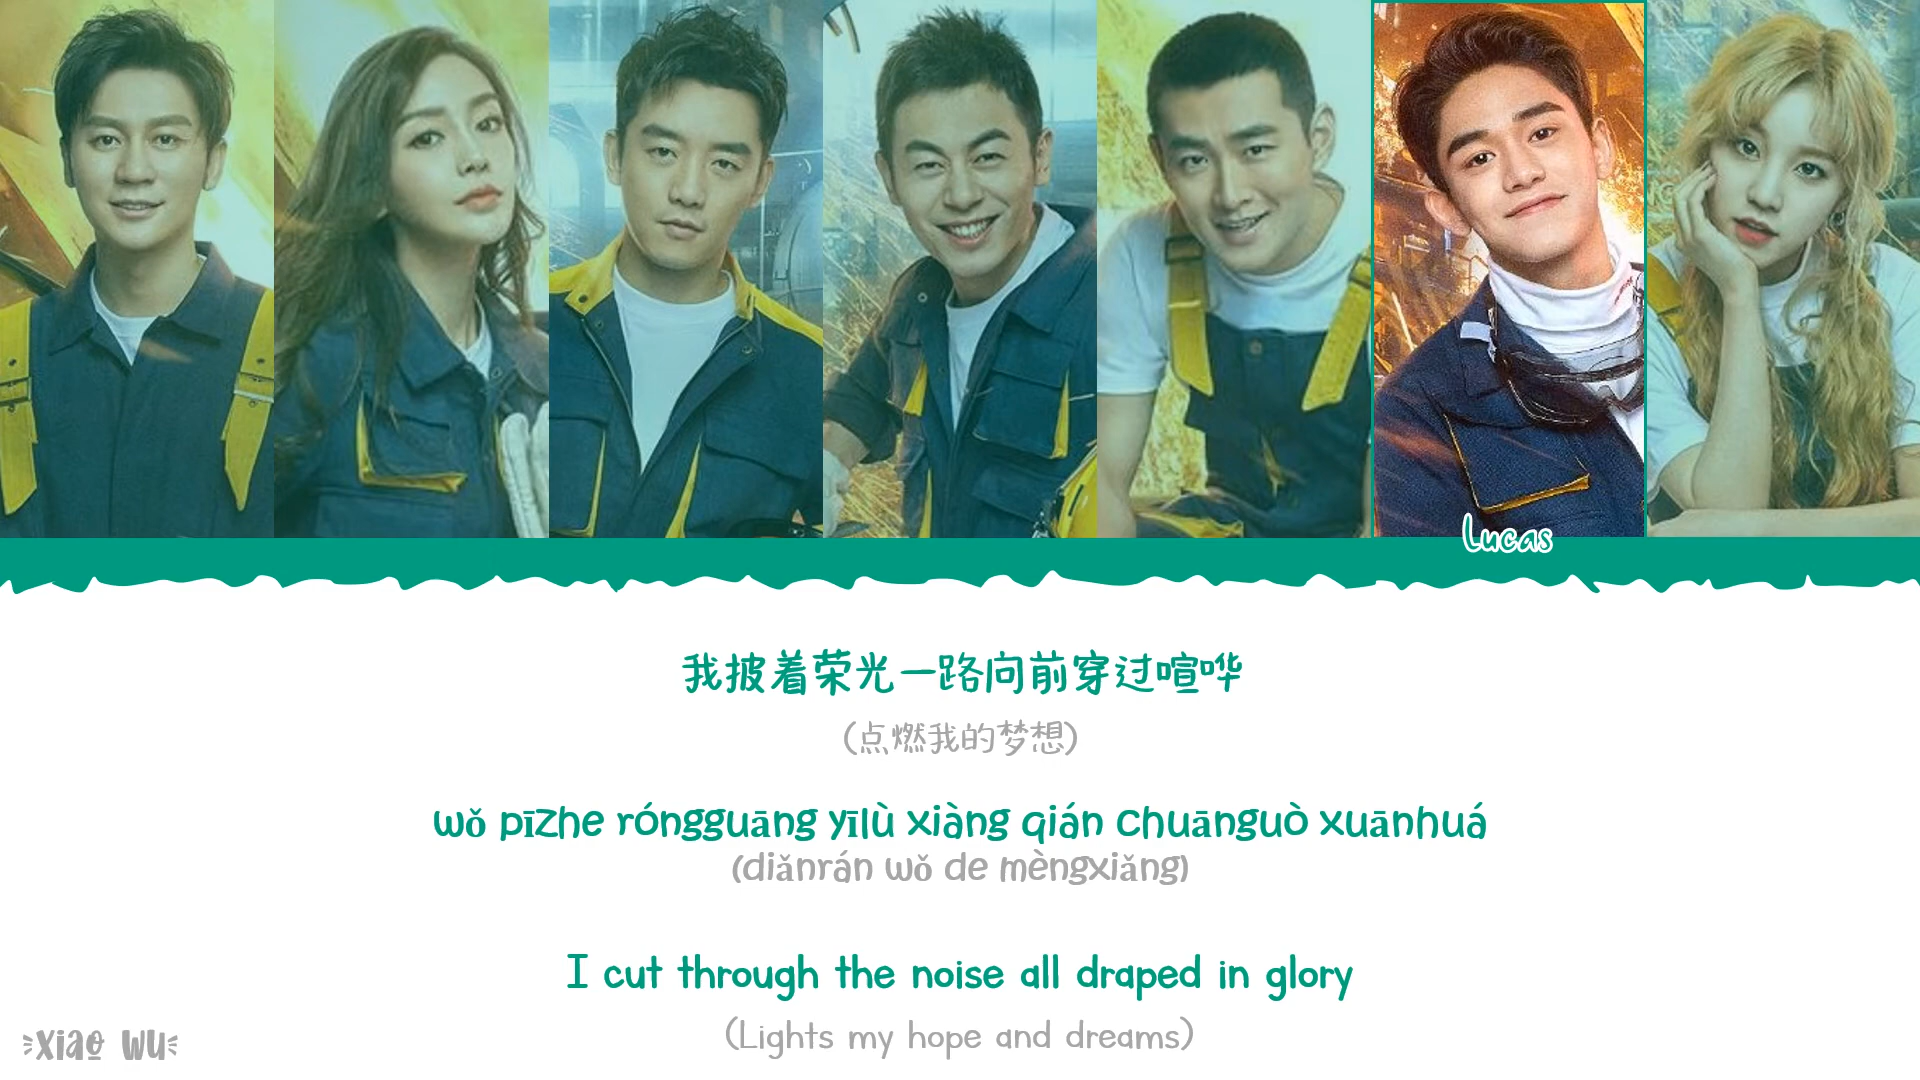 Lucas
我披着荣光一路向前穿过喧哗
(点燃我的梦想)
wǒ pīzhe róngguāng yīlù xiàng qián chuānguò xuānhuá
(diǎnrán wǒ de mèngxiǎng)
I cut through the noise all draped in glory
(Lights my hope and dreams)
xiao wu